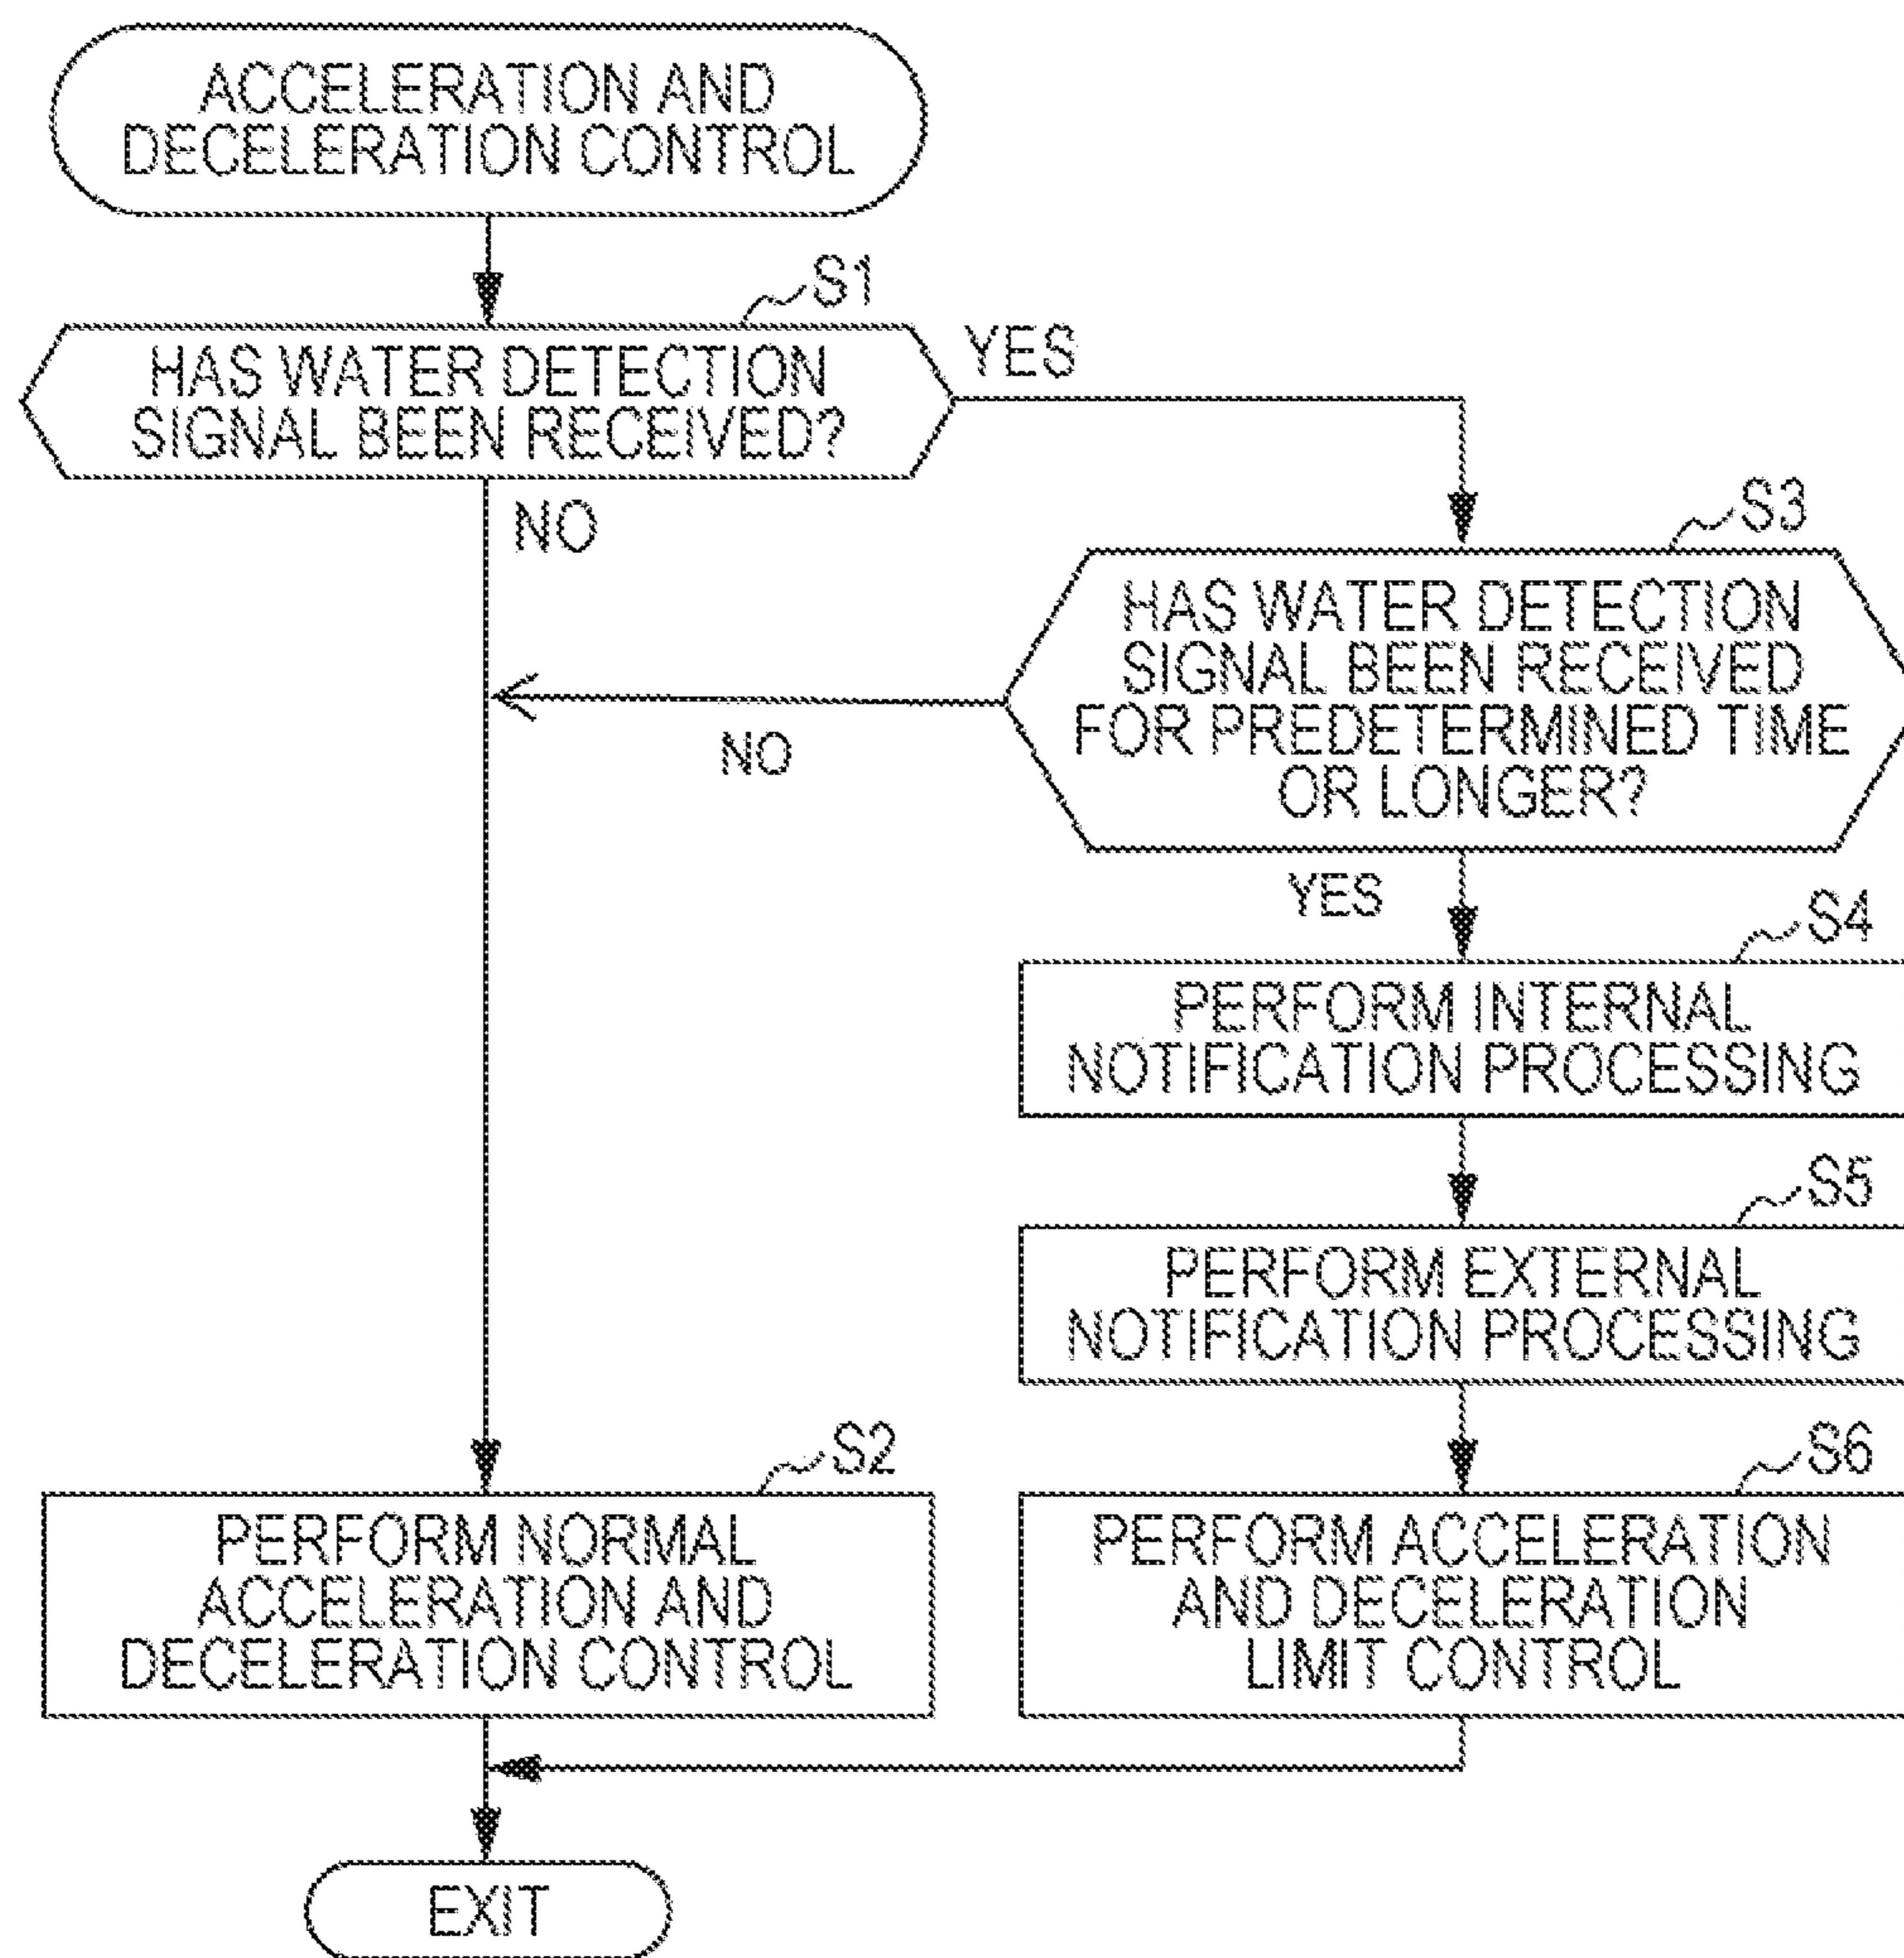 ACCELERATION AND
DECELERATION CONTROL
S1
HAS WATER DETECTION
SIGNAL BEEN RECEIVED?
YES
NO
S3
HAS WATER DETECTION
SIGNAL BEEN RECEIVED
FOR PREDETERMINED TIME
OR LONGER?
NO
YES
S4
PERFORM INTERNAL
NOTIFICATION PROCESSING
S5
PERFORM EXTERNAL
NOTIFICATION PROCESSING
S2
PERFORM NORMAL
ACCELERATION AND
DECELERATION CONTROL
S6
PERFORM ACCELERATION
AND DECELERATION
LIMIT CONTROL
EXIT